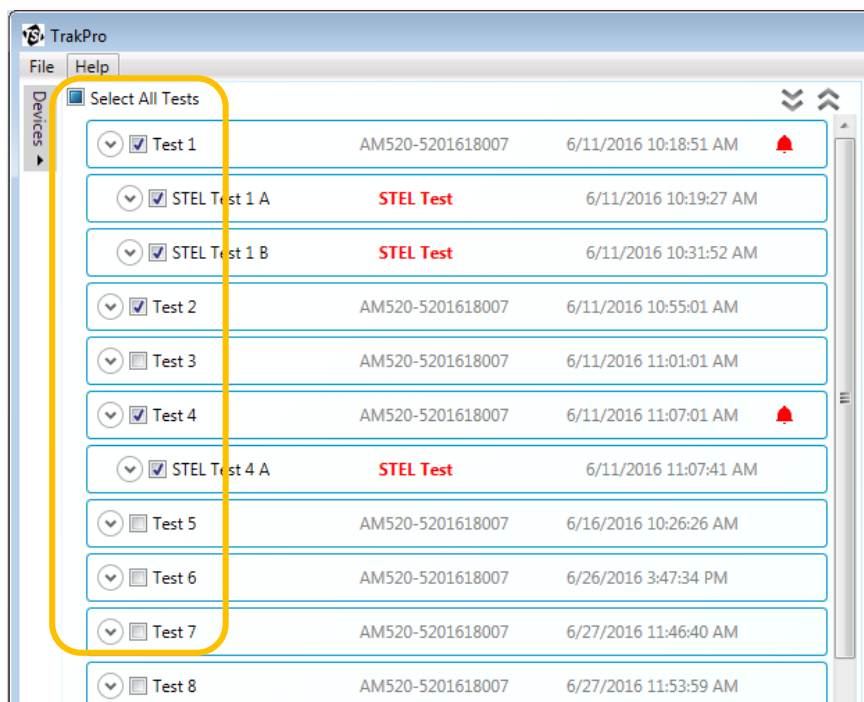 TrakPro
File Help
Devices
Select All Tests
Test 1 AM520-5201618007 6/11/2016 10:18:51 AM
STEL Test 1 A STEL Test 6/11/2016 10:19:27 AM
STEL Test 1 B STEL Test 6/11/2016 10:31:52 AM
Test 2 AM520-5201618007 6/11/2016 10:55:01 AM
Test 3 AM520-5201618007 6/11/2016 11:01:01 AM
Test 4 AM520-5201618007 6/11/2016 11:07:01 AM
STEL Test 4 A STEL Test 6/11/2016 11:07:41 AM
Test 5 AM520-5201618007 6/16/2016 10:26:26 AM
Test 6 AM520-5201618007 6/26/2016 3:47:34 PM
Test 7 AM520-5201618007 6/27/2016 11:46:40 AM
Test 8 AM520-5201618007 6/27/2016 11:53:59 AM